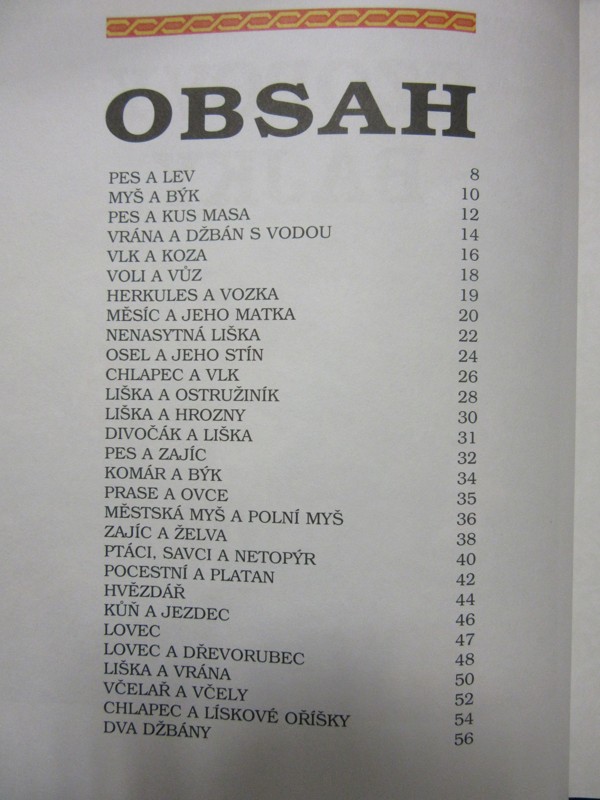 OBSAH
PES A LEV 8
MYŠ A BÝK 10
PES A KUS MASA 12
VRÁNA A DŽBÁN S VODOU 14
VLK A KOZA 16
VOLI A VŮZ 18
HERKULES A VOZKA 19
MĚSÍC A JEHO MATKA 20
NENASYTNÁ LIŠKA 22
OSEL A JEHO STÍN 24
CHLAPEC A VLK 26
LIŠKA A OSTRUŽINÍK 28
LIŠKA A HROZNY 30
DIVOČÁK A LIŠKA 31
PES A ZAJÍC 32
KOMÁR A BÝK 34
PRASE A OVCE 35
MĚSTSKÁ MYŠ A POLNÍ MYŠ 36
ZAJÍC A ŽELVA 38
PTÁCI, SAVCI A NETOPÝR 40
POCESTNÍ A PLATAN 42
HVĚZDÁŘ 44
KŮŇ A JEZDEC 46
LOVEC 47
LOVEC A DŘEVORUBEC 48
LIŠKA A VRÁNA 50
VČELAŘ A VČELY 52
CHLAPEC A LÍSKOVÉ OŘÍŠKY 54
DVA DŽBÁNY 56